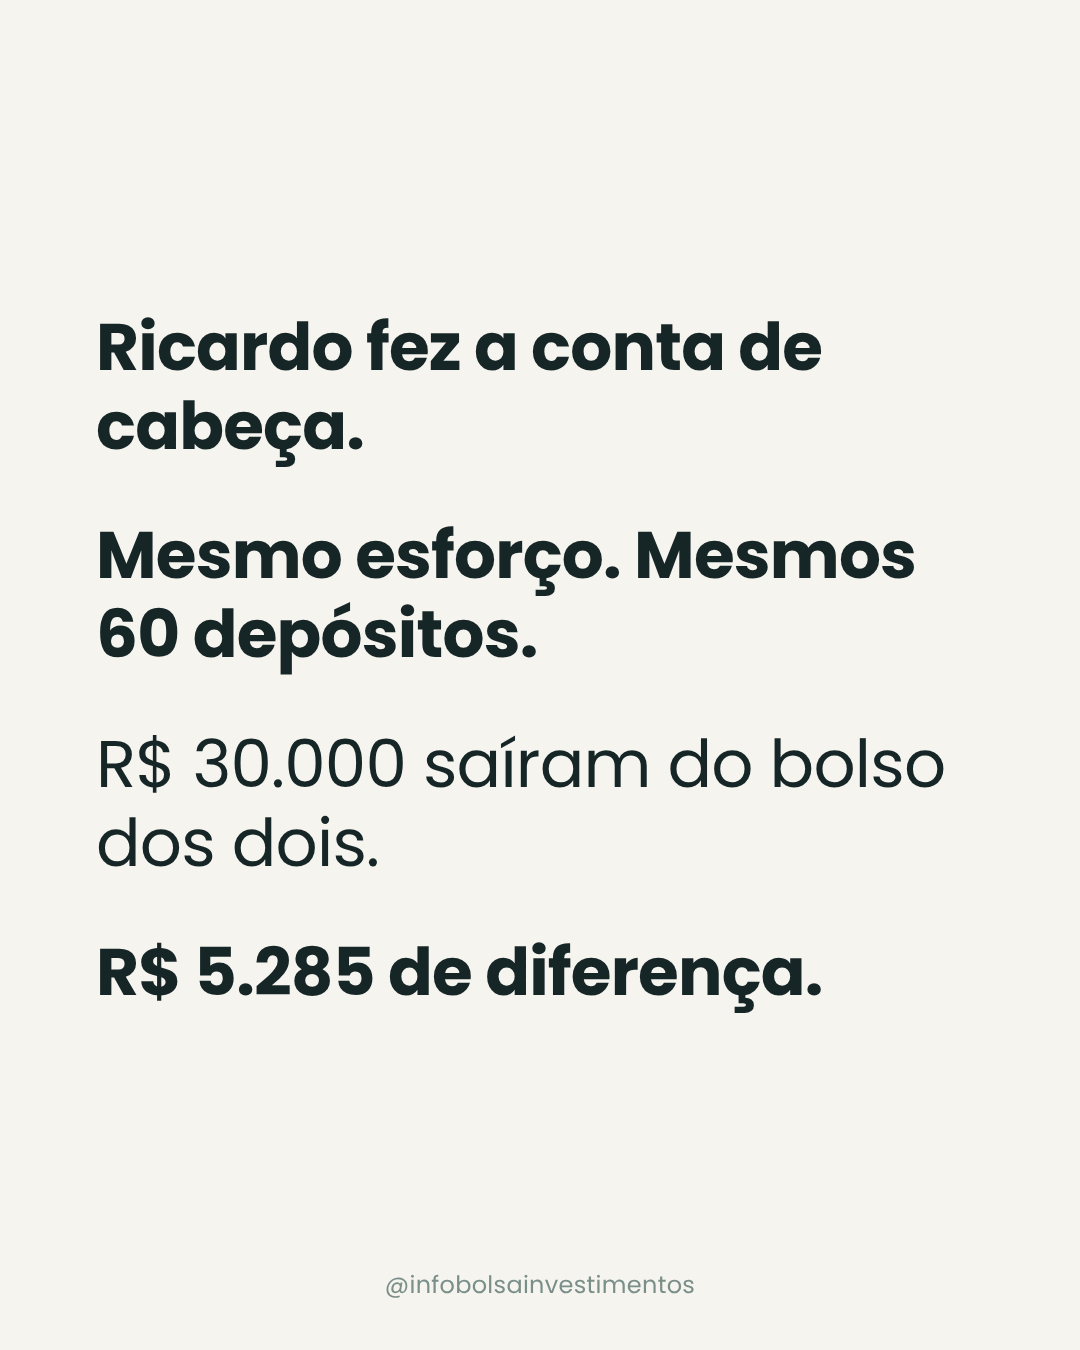 Ricardo fez a conta de
cabeça.
Mesmo esforço. Mesmos
60 depósitos.
R$ 30.000 saíram do bolso
dos dois.
R$ 5.285 de diferença.
@infobolsainvestimentos